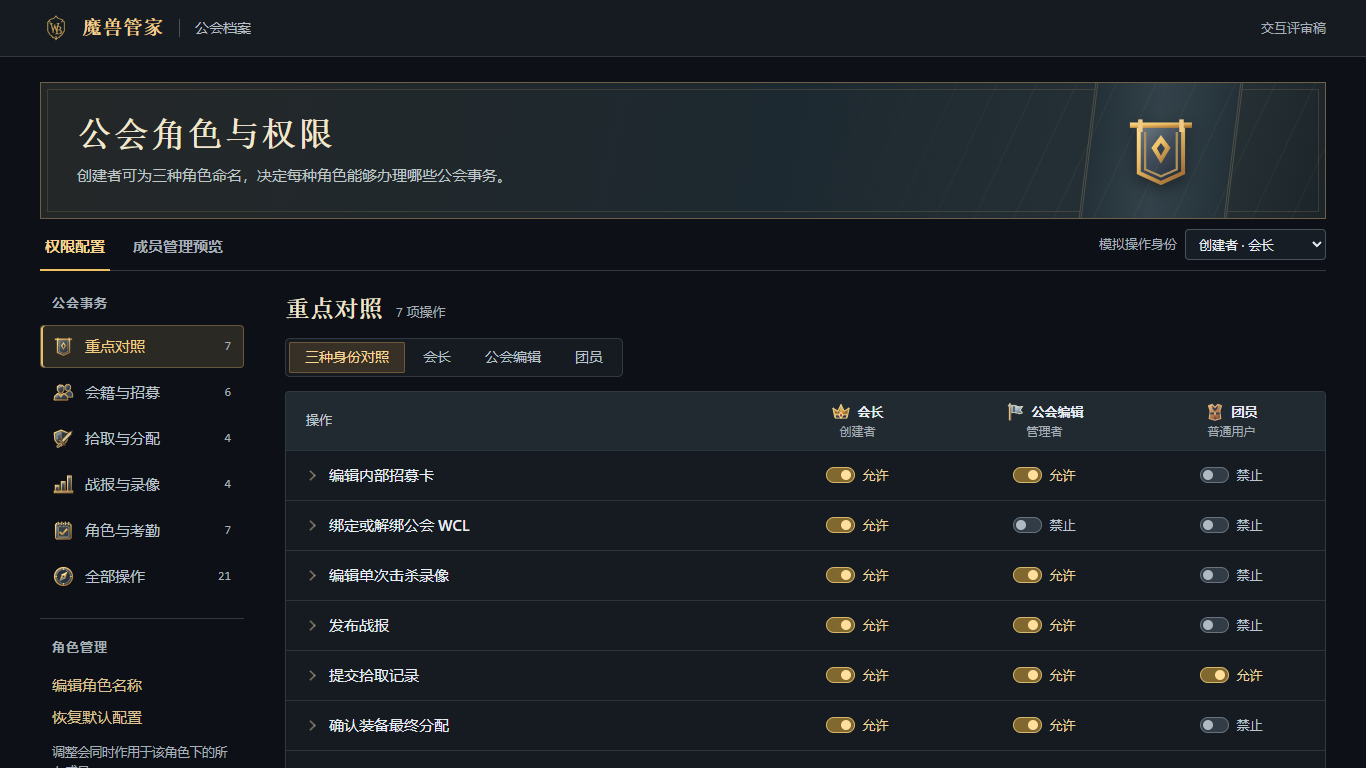 魔兽管家
公会档案
交互评审稿
公会角色与权限
创建者可为三种角色命名，决定每种角色能够办理哪些公会事务。
权限配置
成员管理预览
模拟操作身份
创建者 · 会长
公会事务
重点对照 7
会籍与招募 6
拾取与分配 4
战报与录像 4
角色与考勤 7
全部操作 21
角色管理
编辑角色名称
恢复默认配置
调整会同时作用于该角色下的所
重点对照 7 项操作
三种身份对照 会长 公会编辑 团员
操作
会长
创建者
公会编辑
管理者
团员
普通用户
编辑内部招募卡 允许 允许 禁止
绑定或解绑公会 WCL 允许 禁止 禁止
编辑单次击杀录像 允许 允许 禁止
发布战报 允许 允许 禁止
提交拾取记录 允许 允许 允许
确认装备最终分配 允许 允许 禁止